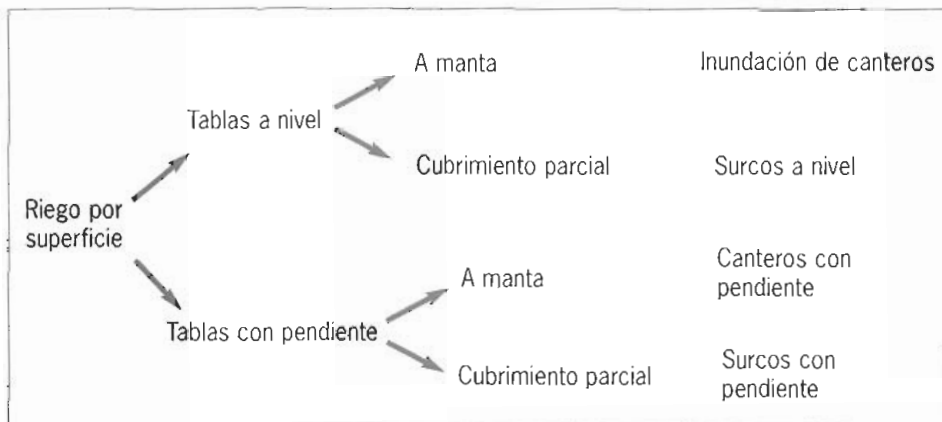 A manta
Inundación de canteros
Tablas a nivel
Cubrimiento parcial
Surcos a nivel
Riego por
superficie
A manta
Canteros con
pendiente
Tablas con pendiente
Cubrimiento parcial
Surcos con
pendiente